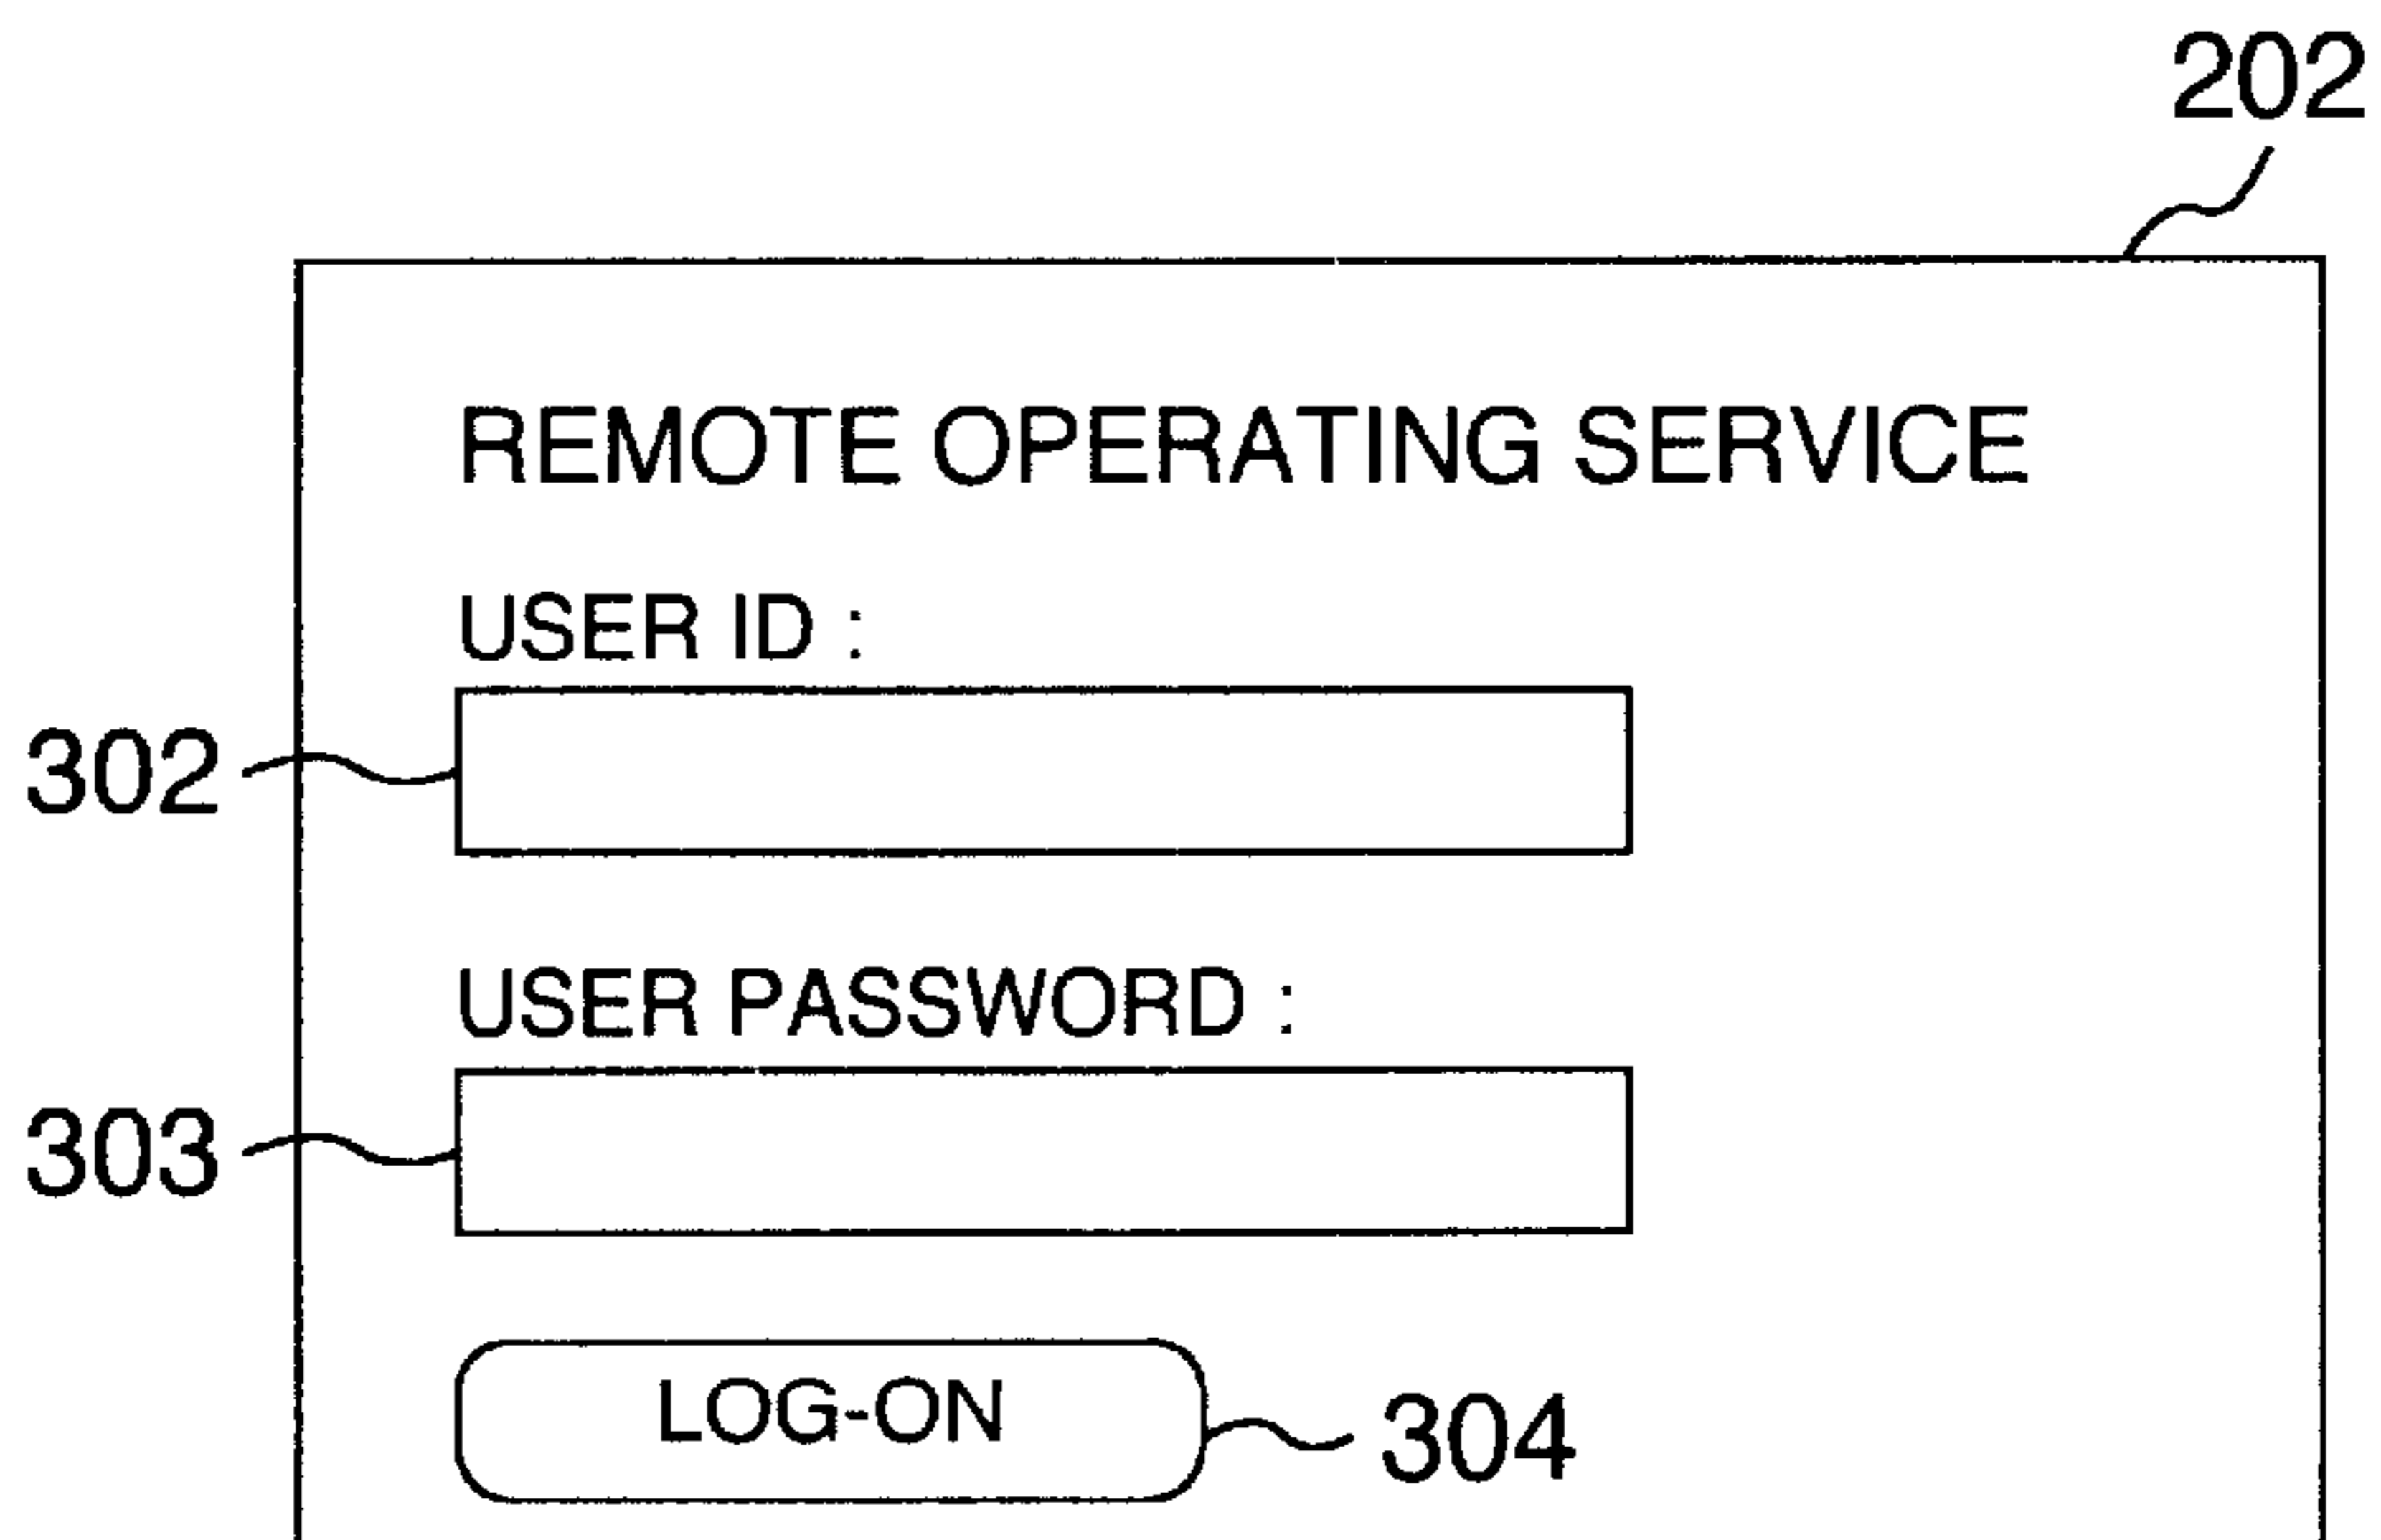 202
REMOTE OPERATING SERVICE
USER ID :
302
USER PASSWORD :
303
LOG-ON
304